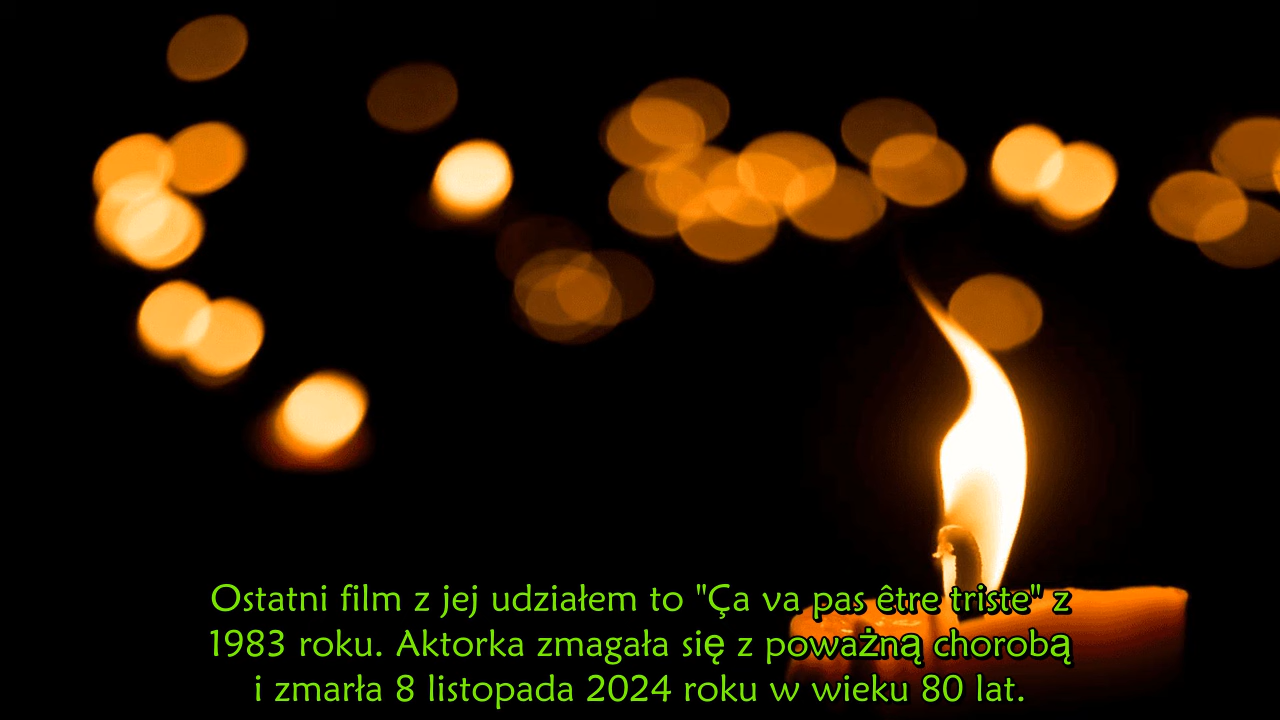 Ostatni film z jej udziałem to "Ça va pas être triste" z
1983 roku. Aktorka zmagała się z poważną chorobą
i zmarła 8 listopada 2024 roku w wieku 80 lat.